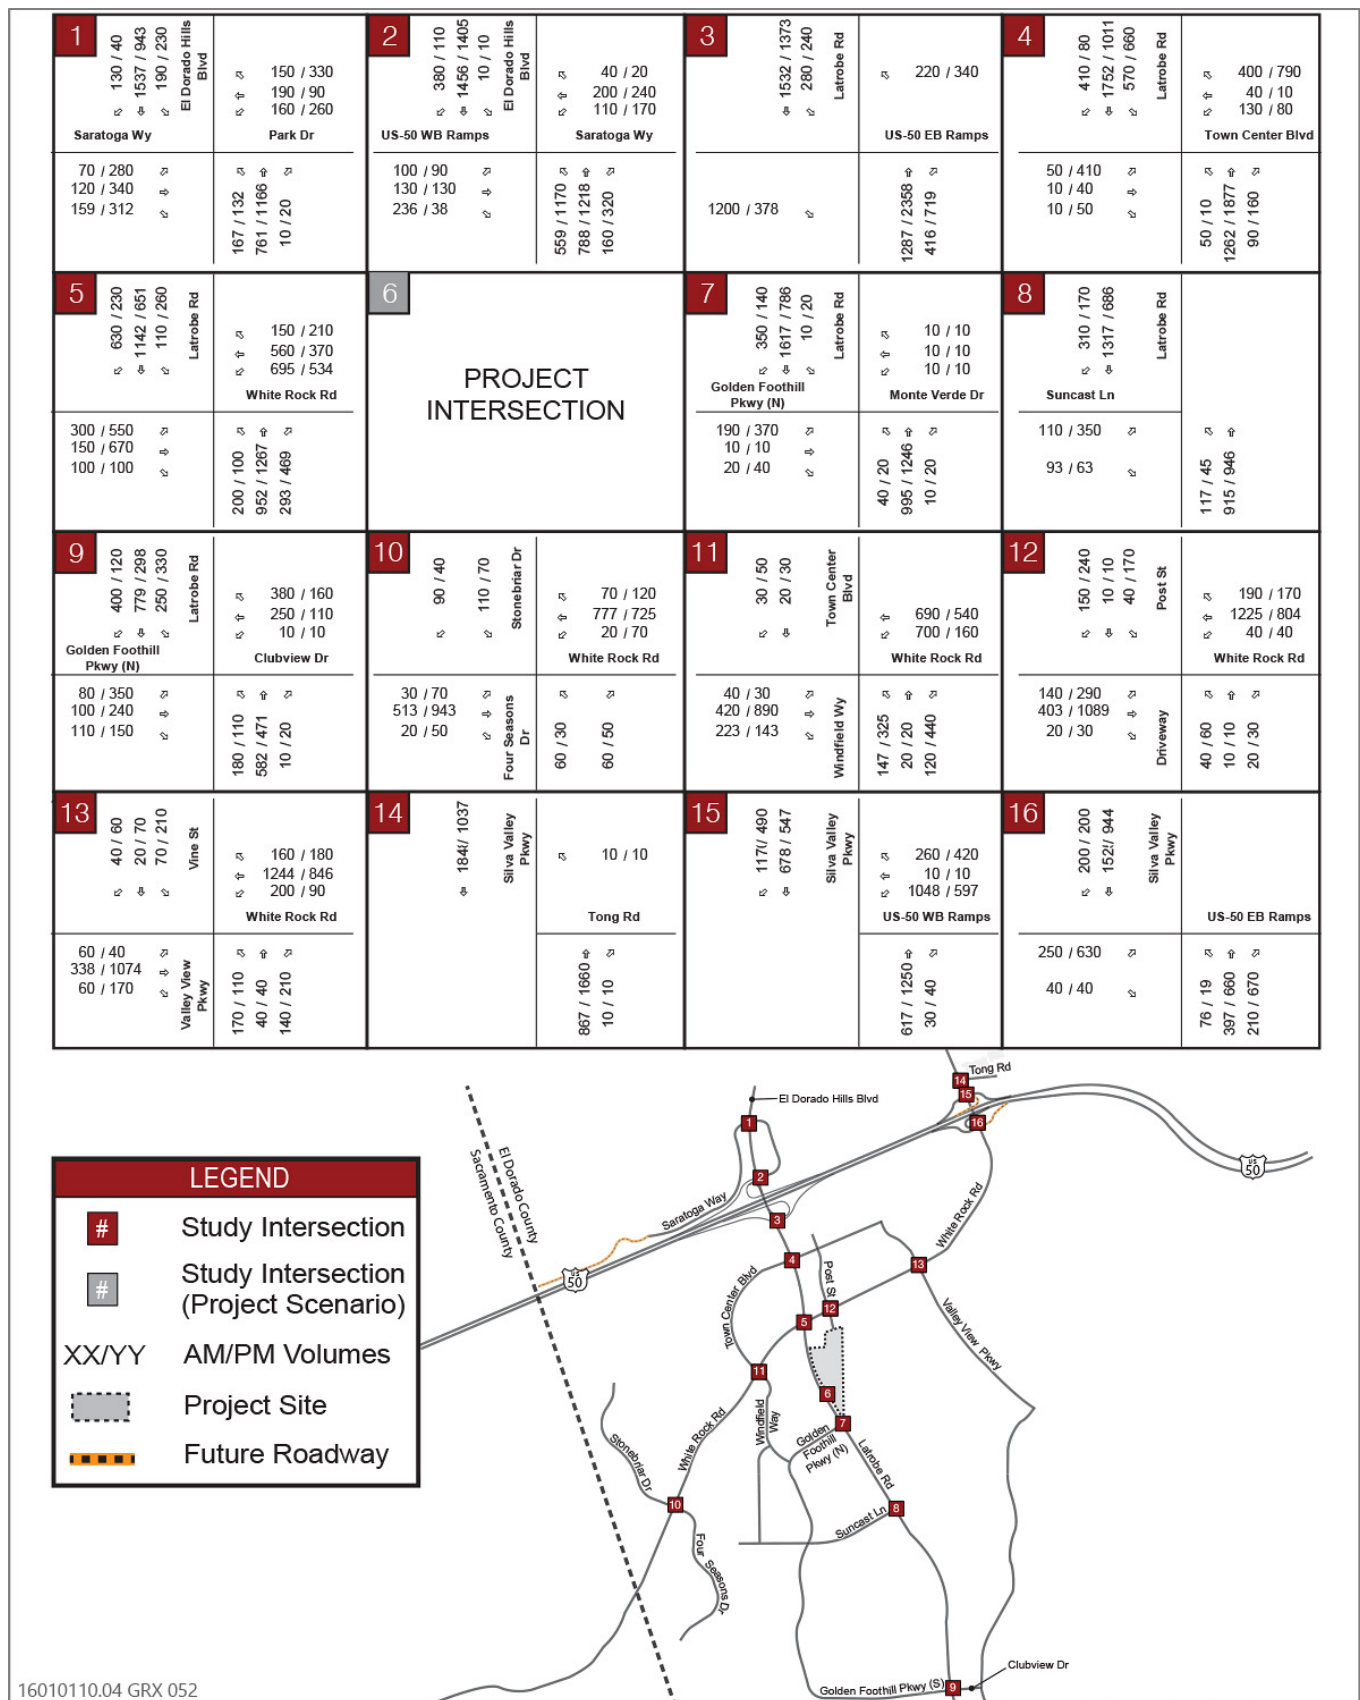 1
130 / 40
1537 / 943
190 / 230
El Dorado Hills
Blvd
150 / 330
190 / 90
160 / 260
Saratoga Wy
Park Dr
70 / 280
120 / 340
159 / 312
167 / 132
761 / 1166
10 / 20
2
380 / 110
1456 / 1405
10 / 10
El Dorado Hills
Blvd
40 / 20
200 / 240
110 / 170
US-50 WB Ramps
Saratoga Wy
100 / 90
130 / 130
236 / 38
559 / 1170
788 / 1218
160 / 320
3
1532 / 1373
280 / 240
Latrobe Rd
220 / 340
US-50 EB Ramps
1200 / 378
1287 / 2358
416 / 719
4
410 / 80
1752 / 1011
570 / 660
Latrobe Rd
400 / 790
40 / 10
130 / 80
Town Center Blvd
50 / 410
10 / 40
10 / 50
50 / 10
1262 / 1877
90 / 160
5
630 / 230
1142 / 651
110 / 260
Latrobe Rd
150 / 210
560 / 370
695 / 534
White Rock Rd
300 / 550
150 / 670
100 / 100
200 / 100
952 / 1267
293 / 469
6
PROJECT
INTERSECTION
7
350 / 140
1617 / 786
10 / 20
Latrobe Rd
10 / 10
10 / 10
10 / 10
Golden Foothill
Pkwy (N)
Monte Verde Dr
190 / 370
10 / 10
20 / 40
40 / 20
995 / 1246
10 / 20
8
310 / 170
1317 / 686
Latrobe Rd
Suncast Ln
110 / 350
93 / 63
117 / 45
915 / 946
9
400 / 120
779 / 298
250 / 330
Latrobe Rd
380 / 160
250 / 110
10 / 10
Golden Foothill
Pkwy (N)
Clubview Dr
80 / 350
100 / 240
110 / 150
180 / 110
582 / 471
10 / 20
10
90 / 40
110 / 70
Stonebriar Dr
70 / 120
777 / 725
20 / 70
White Rock Rd
30 / 70
513 / 943
20 / 50
Four Seasons
Dr
60 / 30
60 / 50
11
30 / 50
20 / 30
Town Center
Blvd
690 / 540
700 / 160
White Rock Rd
40 / 30
420 / 890
223 / 143
Windfield Wy
147 / 325
20 / 20
120 / 440
12
150 / 240
10 / 10
40 / 170
Post St
190 / 170
1225 / 804
40 / 40
White Rock Rd
140 / 290
403 / 1089
20 / 30
Driveway
40 / 60
10 / 10
20 / 30
13
40 / 60
20 / 70
70 / 210
Vine St
160 / 180
1244 / 846
200 / 90
White Rock Rd
60 / 40
338 / 1074
60 / 170
Valley View
Pkwy
170 / 110
40 / 40
140 / 210
14
/ 1037
Silva Valley
Pkwy
10 / 10
Tong Rd
867 / 1660
10 / 10
15
/ 490
678 / 547
Silva Valley
Pkwy
260 / 420
10 / 10
1048 / 597
US-50 WB Ramps
617 / 1250
30 / 40
16
200 / 200
/ 944
Silva Valley
Pkwy
US-50 EB Ramps
250 / 630
40 / 40
76 / 19
397 / 660
210 / 670
LEGEND
# Study Intersection
# Study Intersection
(Project Scenario)
XX/YY AM/PM Volumes
Project Site
Future Roadway
El Dorado County
Sacramento County
14
Tong Rd
15
El Dorado Hills Blvd
1
16
US
50
2
Saratoga Way
3
White Rock Rd
4
13
US
50
Post St
Town Center Blvd
12
5
Valley View Pkwy
11
6
Windfield
Way
7
Golden
Foothill
Pkwy (N)
White Rock Rd
Stonebriar Dr
Latrobe Rd
10
8
Suncast Ln
Four Seasons Dr
Clubview Dr
Golden Foothill Pkwy (S)
9
16010110.04 GRX 052